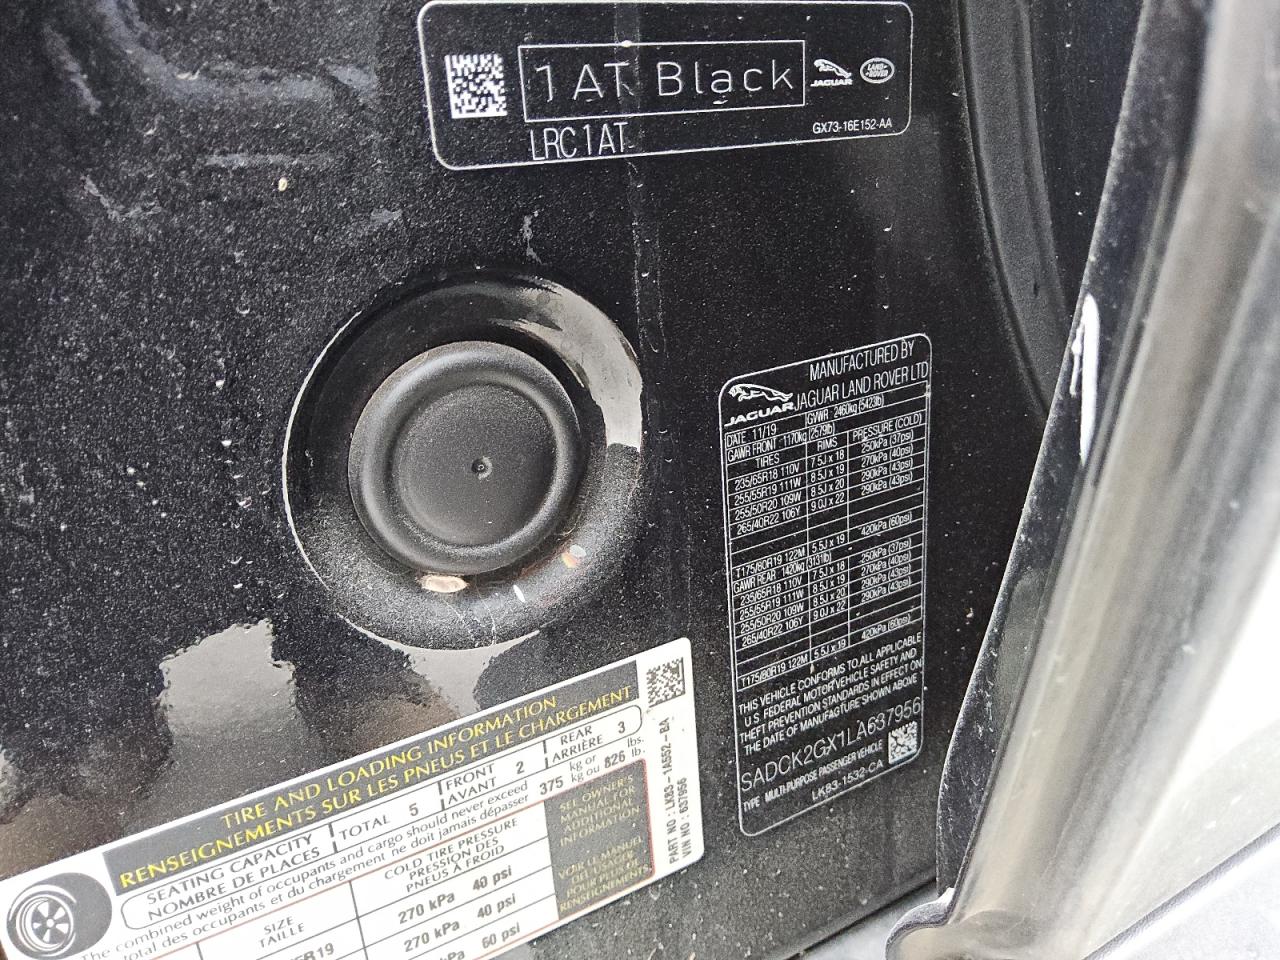 1AT Black
JAGUAR
LAND-
ROVER
LRC1AT
GX73-16E152-AA
JAGUAR
MANUFACTURED BY
JAGUAR LAND ROVER LTD
DATE 11/19 GVWR 2460kg (5423lb)
GAWR FRONT 1170kg (2579lb)
TIRES RIMS PRESSURE (COLD)
235/65R18 110V 7.5J x 18 250kPa (37psi)
255/55R19 111W 8.5J x 19 270kPa (40psi)
255/50R20 109W 8.5J x 20 290kPa (43psi)
265/40R22 106Y 9.0J x 22 290kPa (43psi)
T175/80R19 122M 5.5J x 19 420kPa (60psi)
GAWR REAR 1420kg (3131lb)
235/65R18 110V 7.5J x 18 250kPa (37psi)
255/55R19 111W 8.5J x 19 270kPa (40psi)
255/50R20 109W 8.5J x 20 290kPa (43psi)
265/40R22 106Y 9.0J x 22 290kPa (43psi)
T175/80R19 122M 5.5J x 19 420kPa (60psi)
THIS VEHICLE CONFORMS TO ALL APPLICABLE
U.S. FEDERAL MOTOR VEHICLE SAFETY AND
THEFT PREVENTION STANDARDS IN EFFECT ON
THE DATE OF MANUFACTURE SHOWN ABOVE
SADCK2GX1LA637956
TYPE MULTI-PURPOSE PASSENGER VEHICLE
LK83-1532-CA
TIRE AND LOADING INFORMATION
RENSEIGNEMENTS SUR LES PNEUS ET LE CHARGEMENT
SEATING CAPACITY
NOMBRE DE PLACES
TOTAL 5
FRONT
AVANT 2
REAR
ARRIÈRE 3
The combined weight of occupants and cargo should never exceed
total des occupants et du chargement ne doit jamais dépasser
375 kg or
kg ou 826 lbs.
lb.
SIZE
TAILLE
COLD TIRE PRESSURE
PRESSION DES
PNEUS À FROID
SEE OWNER'S
MANUAL FOR
ADDITIONAL
INFORMATION
VOIR LE MANUEL
DE L'USAGER
POUR PLUS DE
RENSEIGNEMENTS
R19 270 kPa 40 psi
270 kPa 40 psi
kPa 60 psi
PART NO : LK83-1A552-BA
VIN NO : 637956